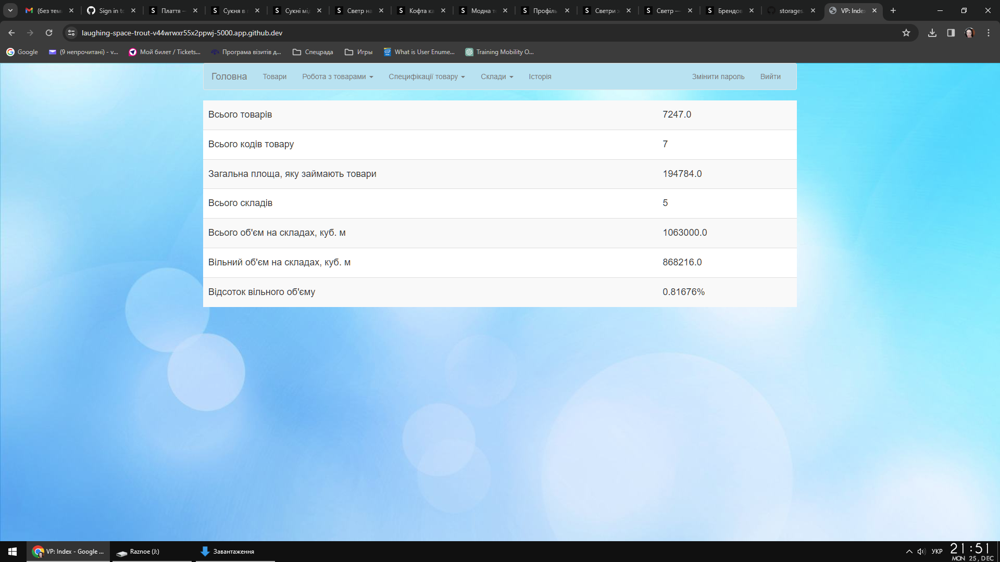 (без тем
Sign in t
Плаття —
Сукня в
Сукні мі
Светр на
Кофта ка
Модна т
Профіль
Светри
Светр —
Брендов
storages
VP: Inde
laughing-space-trout-v44wrwxr55x2ppwj-5000.app.github.dev
Google
(9 непрочитані) - v...
Мой билет / Tickets...
Програма візитів д...
Спецрада
Игры
What is User Enume...
Training Mobility O...
Головна Товари Робота з товарами Специфікації товару Склади Історія Змінити пароль Вийти
Всього товарів 7247.0
Всього кодів товару 7
Загальна площа, яку займають товари 194784.0
Всього складів 5
Всього об'єм на складах, куб. м 1063000.0
Вільний об'єм на складах, куб. м 868216.0
Відсоток вільного об'єму 0.81676%
VP: Index - Google ...
Raznoe (J:)
Завантаження
УКР
21:51
MON 25, DEC